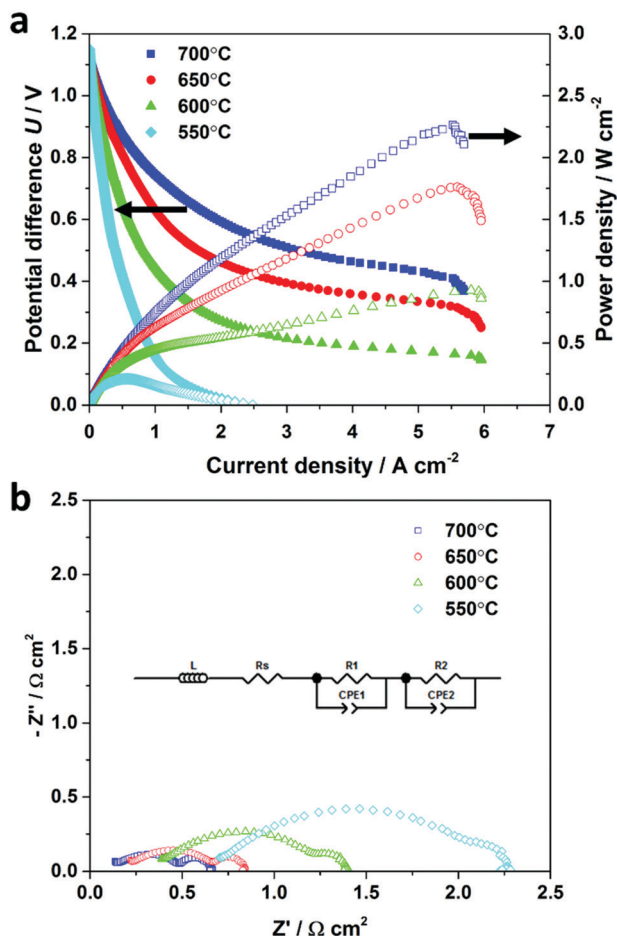 a
1.2
1.0
0.8
0.6
0.4
0.2
0.0
Potential difference U / V
700°C
650°C
600°C
550°C
3.0
2.5
2.0
1.5
1.0
0.5
0.0
Power density / W cm⁻²
0 1 2 3 4 5 6 7
Current density / A cm⁻²
b
2.5
2.0
1.5
1.0
0.5
0.0
- Z'' / Ω cm²
700°C
650°C
600°C
550°C
L Rs R1 R2
CPE1 CPE2
0.0 0.5 1.0 1.5 2.0 2.5
Z' / Ω cm²